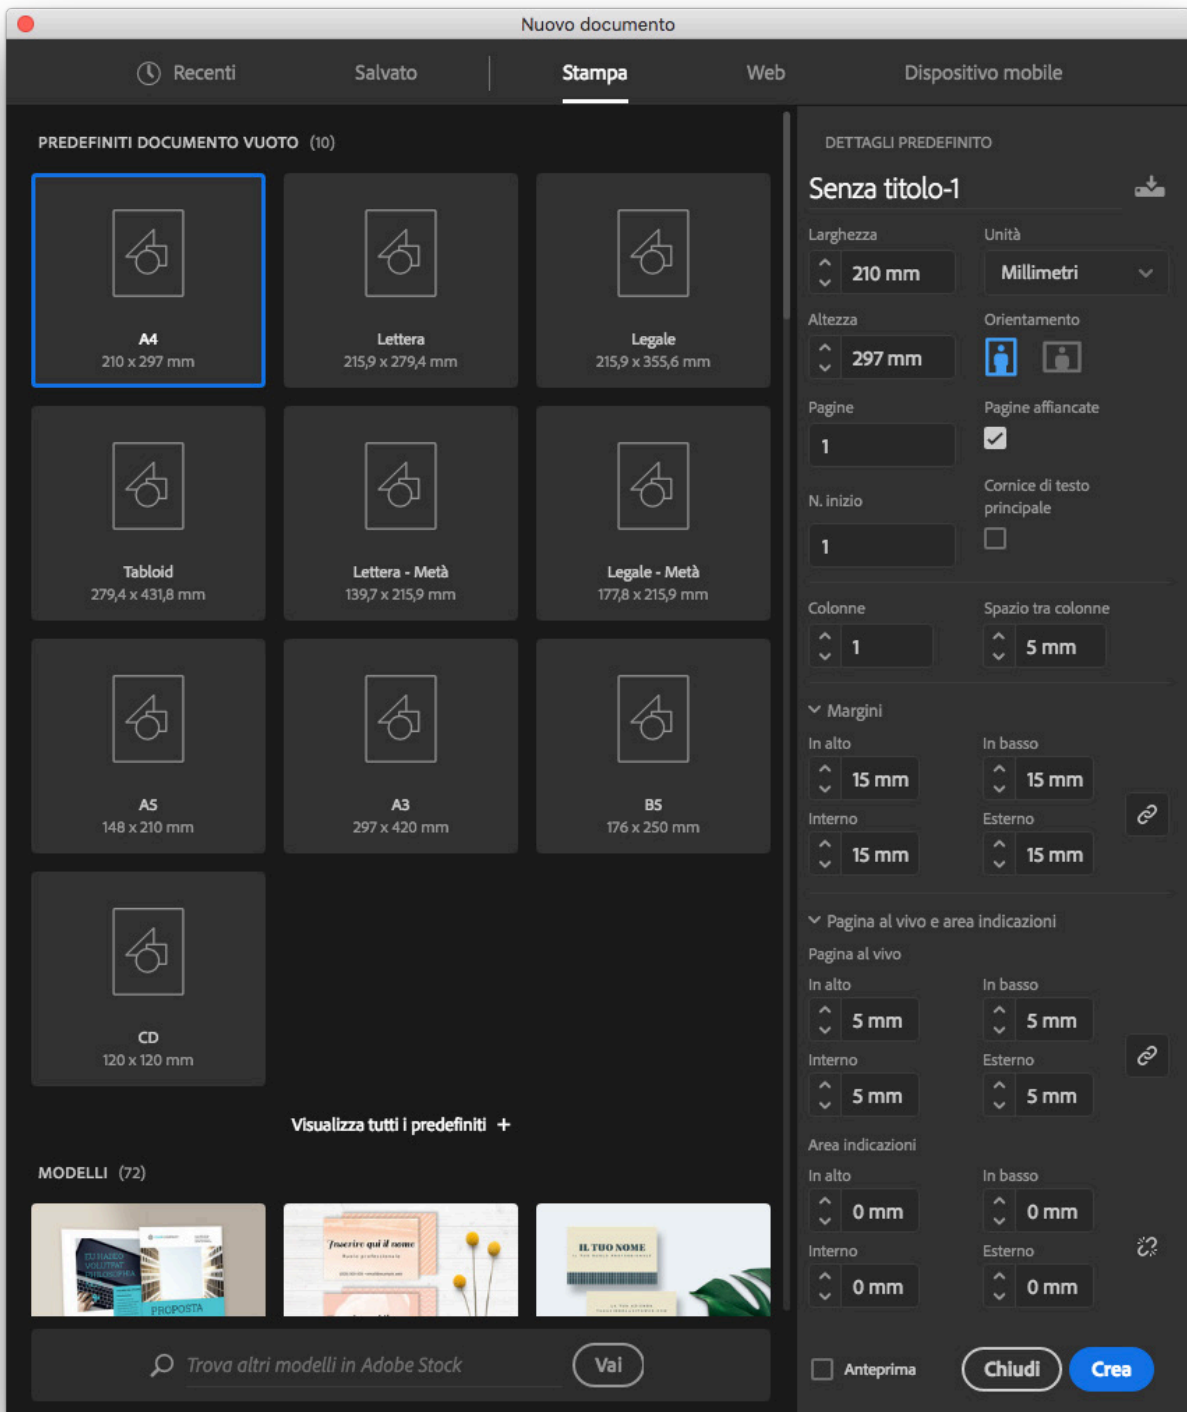 Nuovo documento
Recenti
Salvato
Stampa
Web
Dispositivo mobile
PREDEFINITI DOCUMENTO VUOTO (10)
A4
210 x 297 mm
Lettera
215,9 x 279,4 mm
Legale
215,9 x 355,6 mm
Tabloid
279,4 x 431,8 mm
Lettera - Metà
139,7 x 215,9 mm
Legale - Metà
177,8 x 215,9 mm
A5
148 x 210 mm
A3
297 x 420 mm
B5
176 x 250 mm
CD
120 x 120 mm
Visualizza tutti i predefiniti +
MODELLI (72)
PROPOSTA
Inserire qui il nome
Ruolo professionale
IL TUO NOME
Trova altri modelli in Adobe Stock
Vai
DETTAGLI PREDEFINITO
Senza titolo-1
Larghezza
Unità
210 mm
Millimetri
Altezza
Orientamento
297 mm
Pagine
Pagine affiancate
1
N. inizio
Cornice di testo
principale
1
Colonne
Spazio tra colonne
1
5 mm
Margini
In alto
In basso
15 mm
15 mm
Interno
Esterno
15 mm
15 mm
Pagina al vivo e area indicazioni
Pagina al vivo
In alto
In basso
5 mm
5 mm
Interno
Esterno
5 mm
5 mm
Area indicazioni
In alto
In basso
0 mm
0 mm
Interno
Esterno
0 mm
0 mm
Anteprima
Chiudi
Crea